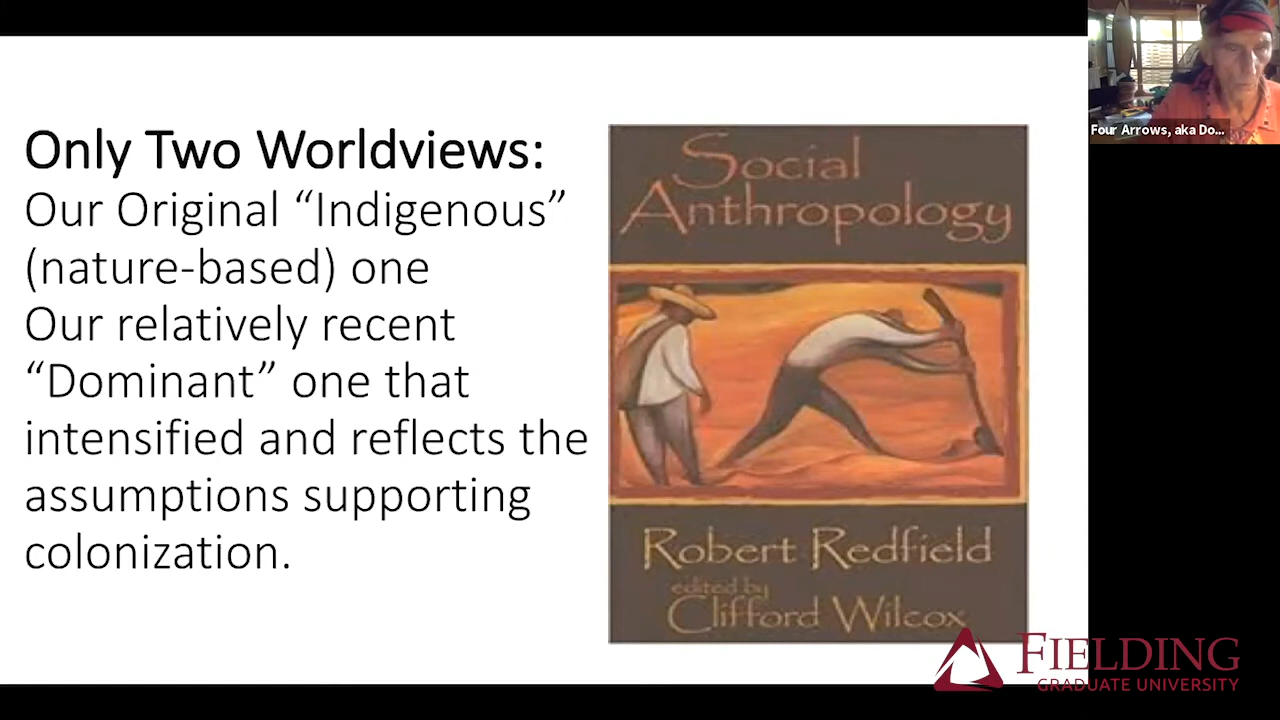 Only Two Worldviews:
Our Original “Indigenous”
(nature-based) one
Our relatively recent
“Dominant” one that
intensified and reflects the
assumptions supporting
colonization.
Social
Anthropology
Robert Redfield
edited by
Clifford Wilcox
Four Arrows, aka Do...
FIELDING
GRADUATE UNIVERSITY